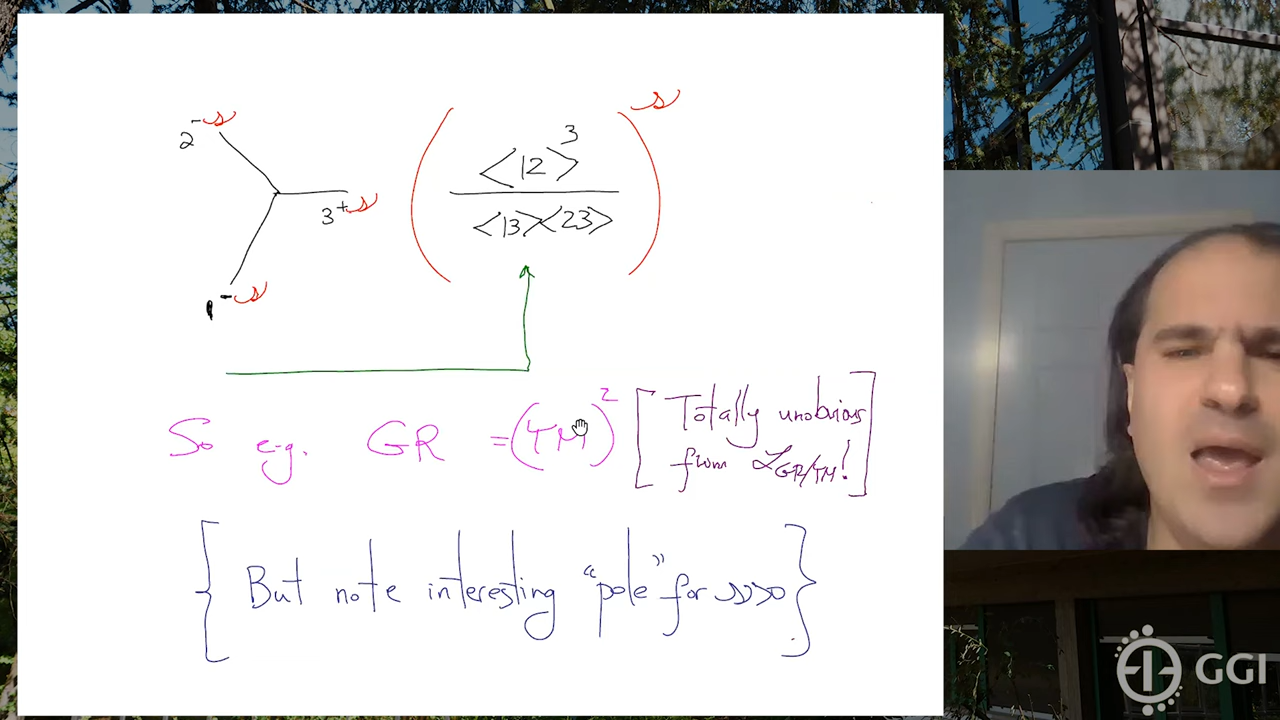 2⁻ˢ
3⁺ˢ
1⁻ˢ
( <12>³ / <13><23> )ˢ
So e.g. GR = (YM)² [Totally unobvious
from ℒ_GR/YM!]
{But note interesting "pole" for s>0}
GGI